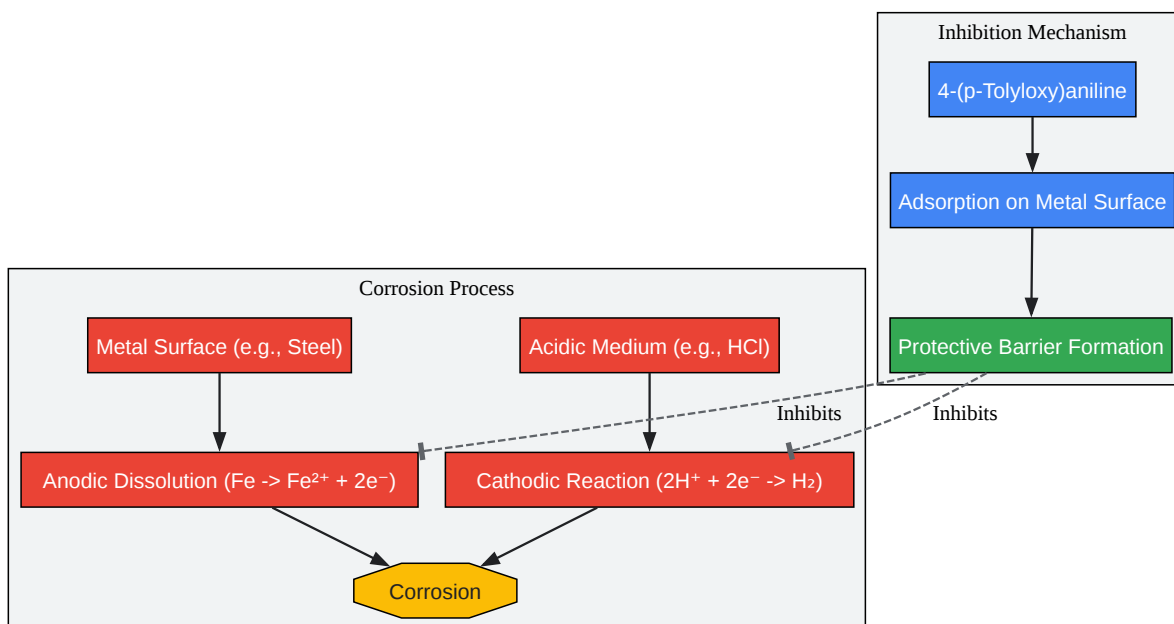 Inhibition Mechanism
4-(p-Tolyloxy)aniline
Adsorption on Metal Surface
Protective Barrier Formation
Corrosion Process
Metal Surface (e.g., Steel)
Acidic Medium (e.g., HCl)
Inhibits
Inhibits
Anodic Dissolution (Fe -> Fe²⁺ + 2e⁻)
Cathodic Reaction (2H⁺ + 2e⁻ -> H₂)
Corrosion